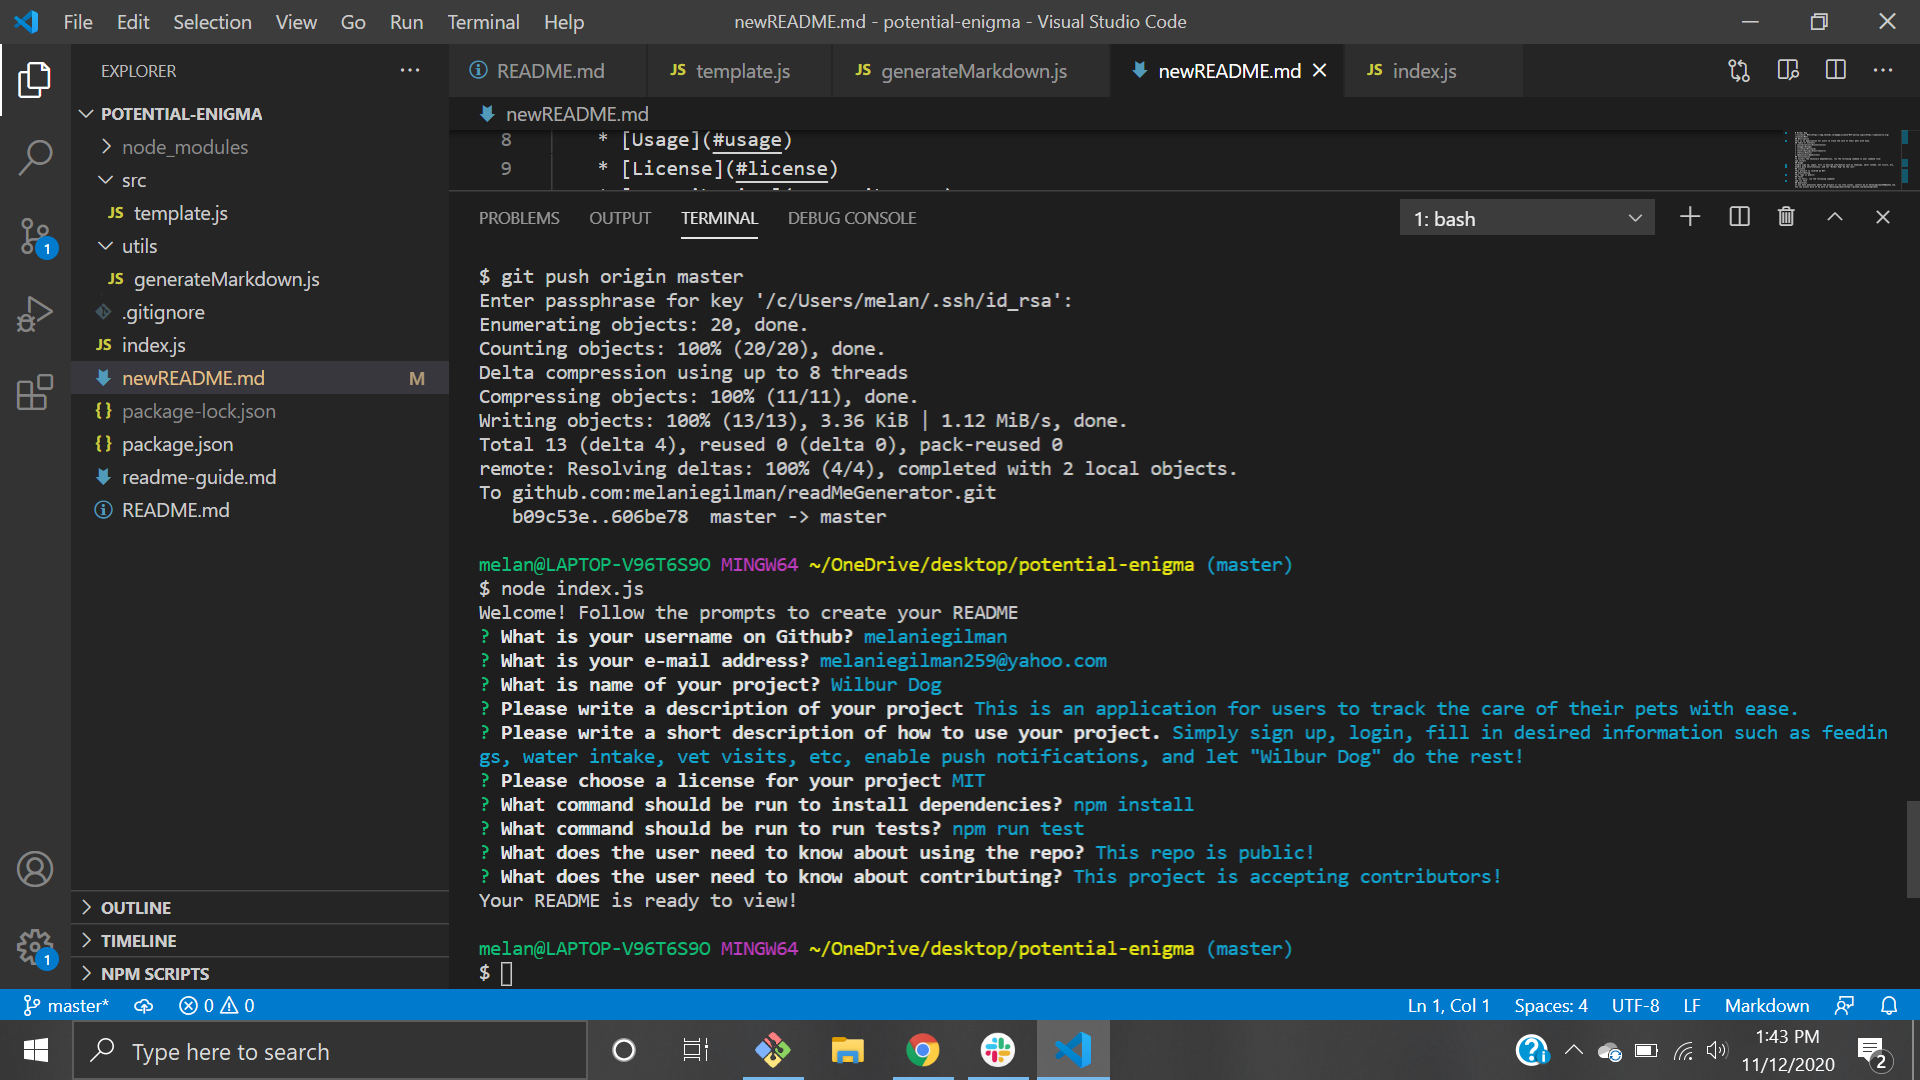 File Edit Selection View Go Run Terminal Help
newREADME.md - potential-enigma - Visual Studio Code
EXPLORER
README.md
JS template.js
JS generateMarkdown.js
newREADME.md
JS index.js
POTENTIAL-ENIGMA
node_modules
src
JS template.js
utils
JS generateMarkdown.js
.gitignore
JS index.js
newREADME.md M
{} package-lock.json
{} package.json
readme-guide.md
README.md
OUTLINE
TIMELINE
NPM SCRIPTS
1
1
newREADME.md
8 * [Usage](#usage)
9 * [License](#license)
PROBLEMS OUTPUT TERMINAL DEBUG CONSOLE
1: bash
$ git push origin master
Enter passphrase for key '/c/Users/melan/.ssh/id_rsa':
Enumerating objects: 20, done.
Counting objects: 100% (20/20), done.
Delta compression using up to 8 threads
Compressing objects: 100% (11/11), done.
Writing objects: 100% (13/13), 3.36 KiB | 1.12 MiB/s, done.
Total 13 (delta 4), reused 0 (delta 0), pack-reused 0
remote: Resolving deltas: 100% (4/4), completed with 2 local objects.
To github.com:melaniegilman/readMeGenerator.git
b09c53e..606be78 master -> master
melan@LAPTOP-V96T6S9O MINGW64 ~/OneDrive/desktop/potential-enigma (master)
$ node index.js
Welcome! Follow the prompts to create your README
? What is your username on Github? melaniegilman
? What is your e-mail address? melaniegilman259@yahoo.com
? What is name of your project? Wilbur Dog
? Please write a description of your project This is an application for users to track the care of their pets with ease.
? Please write a short description of how to use your project. Simply sign up, login, fill in desired information such as feedin
gs, water intake, vet visits, etc, enable push notifications, and let "Wilbur Dog" do the rest!
? Please choose a license for your project MIT
? What command should be run to install dependencies? npm install
? What command should be run to run tests? npm run test
? What does the user need to know about using the repo? This repo is public!
? What does the user need to know about contributing? This project is accepting contributors!
Your README is ready to view!
melan@LAPTOP-V96T6S9O MINGW64 ~/OneDrive/desktop/potential-enigma (master)
$
master* 0 0
Ln 1, Col 1 Spaces: 4 UTF-8 LF Markdown
Type here to search
1:43 PM
11/12/2020
2